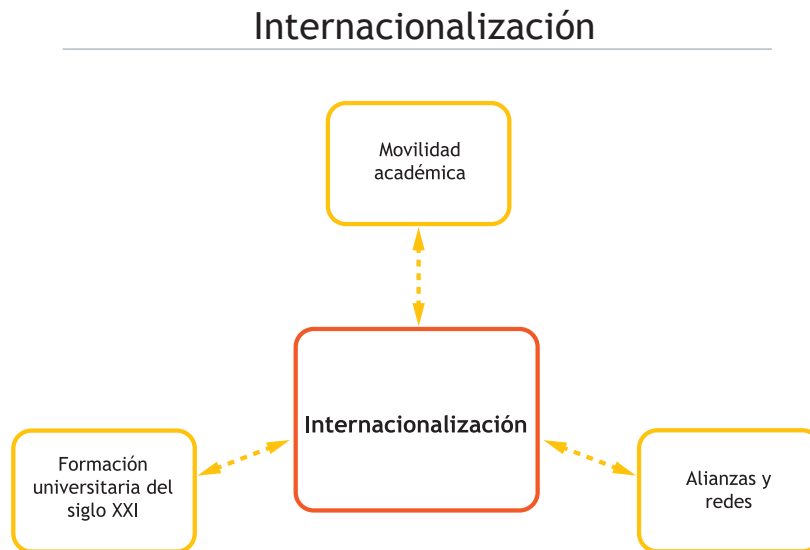 Internacionalización
Movilidad
académica
Internacionalización
Formación
universitaria del
siglo XXI
Alianzas y
redes